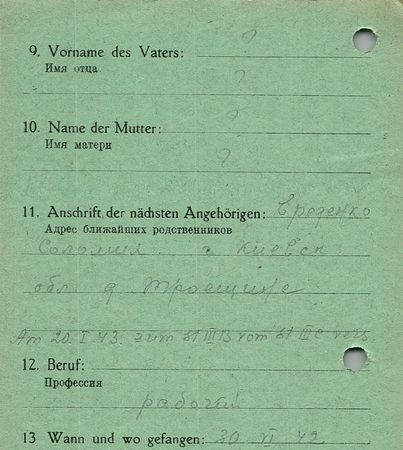 9. Vorname des Vaters: ?
Имя отца ?
?
10. Name der Mutter:
Имя матери ?
11. Anschrift der nächsten Angehörigen:
Адрес ближайших родственников
Соломия г Киевск
обл д Троещине
Am 20. I 43. zum St III B vom St III C vers
12. Beruf:
Профессия
рабочий
13 Wann und wo gefangen: 30 VI 42